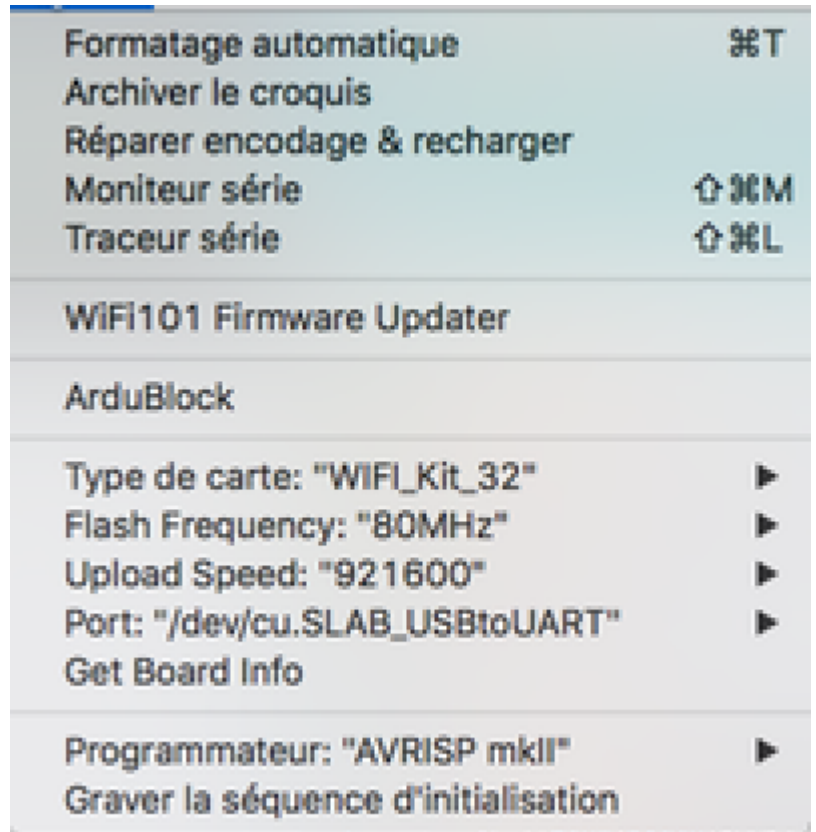 Formatage automatique ⌘T
Archiver le croquis
Réparer encodage & recharger
Moniteur série ⇧⌘M
Traceur série ⇧⌘L
WiFi101 Firmware Updater
ArduBlock
Type de carte: "WIFI_Kit_32" ▶
Flash Frequency: "80MHz" ▶
Upload Speed: "921600" ▶
Port: "/dev/cu.SLAB_USBtoUART" ▶
Get Board Info
Programmateur: "AVRISP mkII" ▶
Graver la séquence d'initialisation